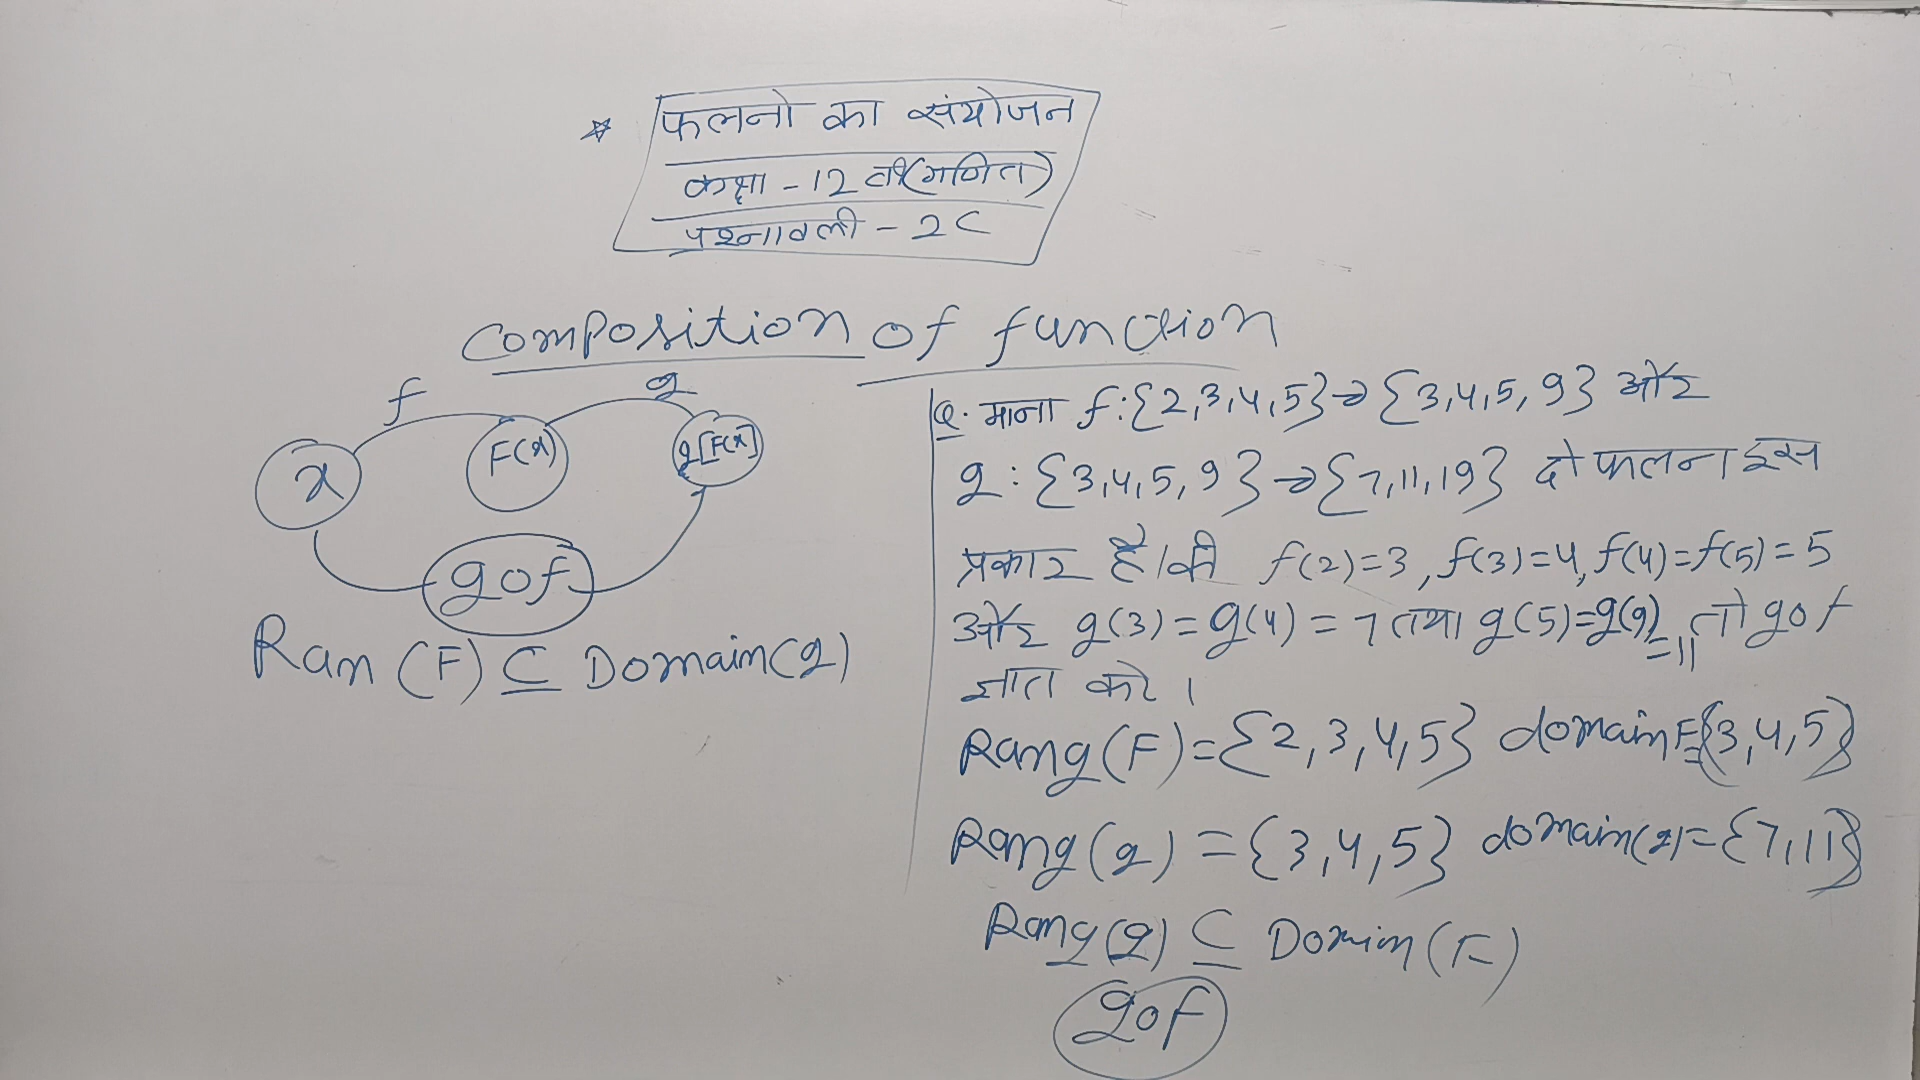 फलनो का संयोजन
कक्षा - 12 वी (गणित)
प्रश्नावली - 2C
Composition of function
f g
x F(x) g[F(x)]
gof
Ran (F) ⊆ Domain(g)
Q. माना f:{2,3,4,5}→{3,4,5,9} और
g:{3,4,5,9}→{7,11,19} दो फलन इस
प्रकार है।की f(2)=3, f(3)=4, f(4)=f(5)=5
और g(3)=g(4)=7 तथा g(5)=g(9)=11 तो gof
ज्ञात करो।
Rang(F)={2,3,4,5} domain F={3,4,5}
Rang(g)={3,4,5} domain(g)={7,11}
Rang(g) ⊆ Domim(F)
gof